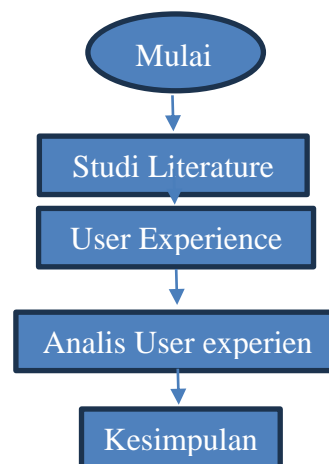 Mulai
Studi Literature
User Experience
Analis User experien
Kesimpulan